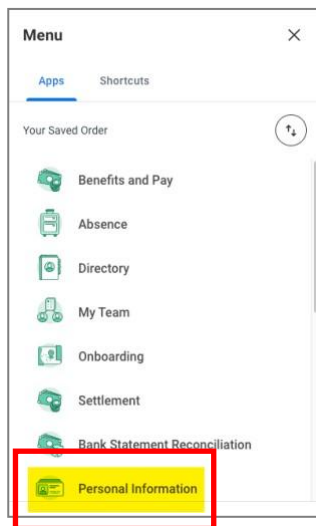 Menu
Apps Shortcuts
Your Saved Order
Benefits and Pay
Absence
Directory
My Team
Onboarding
Settlement
Bank Statement Reconciliation
Personal Information